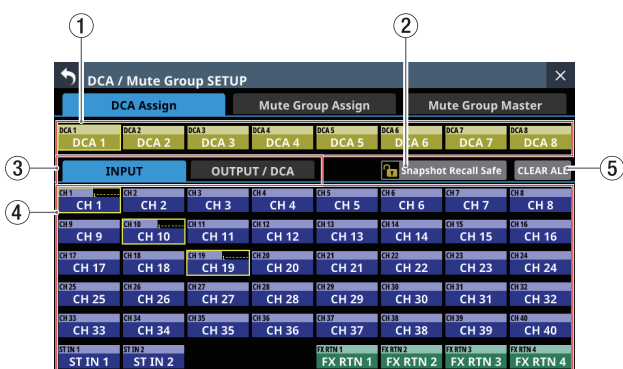 ① ②
DCA / Mute Group SETUP ×
DCA Assign Mute Group Assign Mute Group Master
DCA 1 DCA 2 DCA 3 DCA 4 DCA 5 DCA 6 DCA 7 DCA 8
DCA 1 DCA 2 DCA 3 DCA 4 DCA 5 DCA 6 DCA 7 DCA 8
③ INPUT OUTPUT / DCA Snapshot Recall Safe CLEAR ALL ⑤
④ CH 1 CH 2 CH 3 CH 4 CH 5 CH 6 CH 7 CH 8
CH 1 CH 2 CH 3 CH 4 CH 5 CH 6 CH 7 CH 8
CH 9 CH 10 CH 11 CH 12 CH 13 CH 14 CH 15 CH 16
CH 9 CH 10 CH 11 CH 12 CH 13 CH 14 CH 15 CH 16
CH 17 CH 18 CH 19 CH 20 CH 21 CH 22 CH 23 CH 24
CH 17 CH 18 CH 19 CH 20 CH 21 CH 22 CH 23 CH 24
CH 25 CH 26 CH 27 CH 28 CH 29 CH 30 CH 31 CH 32
CH 25 CH 26 CH 27 CH 28 CH 29 CH 30 CH 31 CH 32
CH 33 CH 34 CH 35 CH 36 CH 37 CH 38 CH 39 CH 40
CH 33 CH 34 CH 35 CH 36 CH 37 CH 38 CH 39 CH 40
ST IN 1 ST IN 2 FX RTN 1 FX RTN 2 FX RTN 3 FX RTN 4
ST IN 1 ST IN 2 FX RTN 1 FX RTN 2 FX RTN 3 FX RTN 4